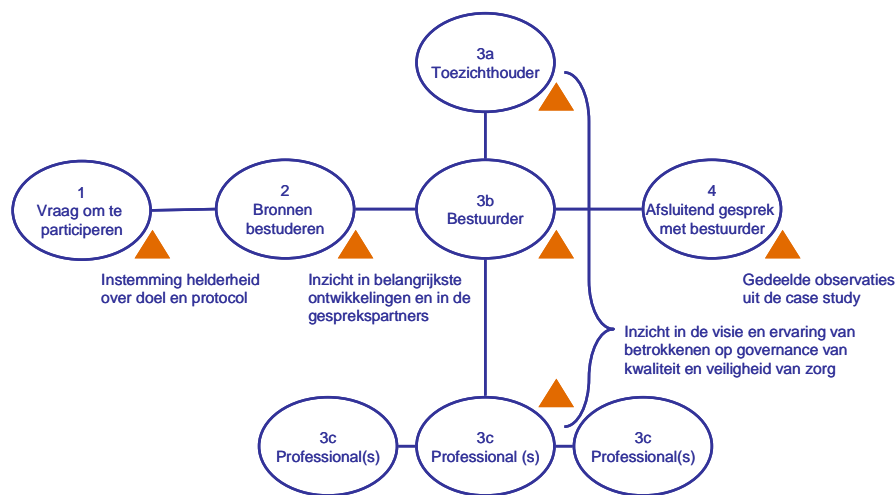 3a
Toezichthouder
1
Vraag om te
participeren
2
Bronnen
bestuderen
3b
Bestuurder
4
Afsluitend gesprek
met bestuurder
Instemming helderheid
over doel en protocol
Inzicht in belangrijkste
ontwikkelingen en in de
gesprekspartners
Gedeelde observaties
uit de case study
Inzicht in de visie en ervaring van
betrokkenen op governance van
kwaliteit en veiligheid van zorg
3c
Professional(s)
3c
Professional (s)
3c
Professional(s)